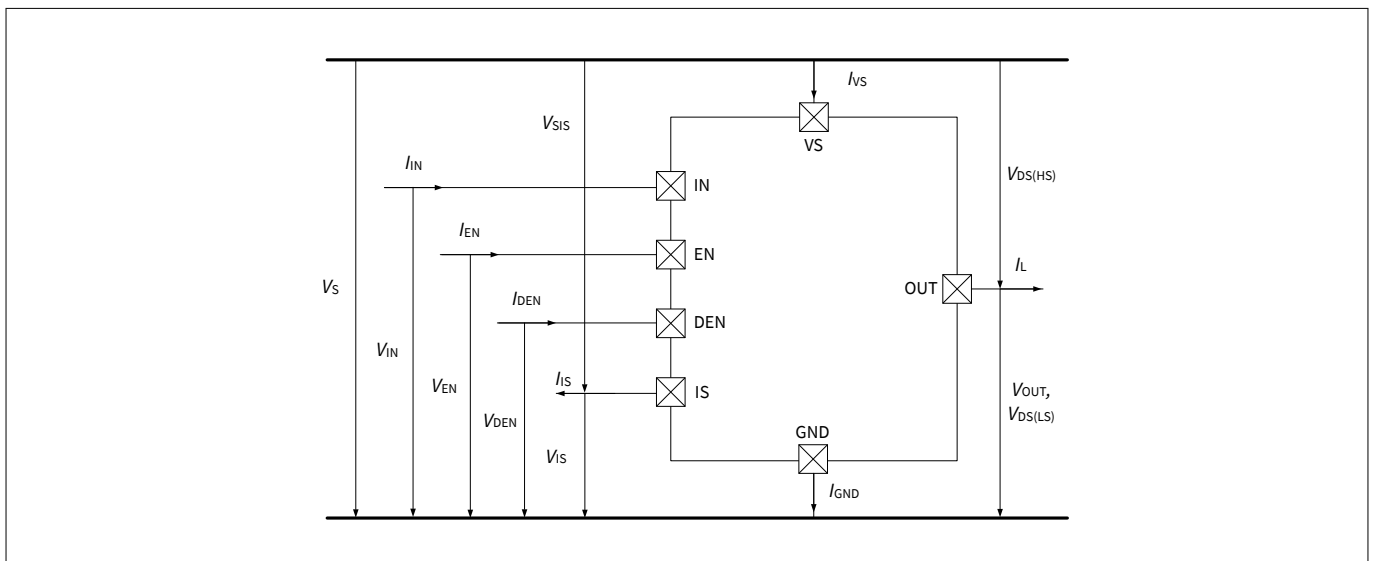 IVS
VSIS
VS
IIN
IN
VDS(HS)
IEN
EN
IL
VS
OUT
IDEN
DEN
VIN
IIS
VEN
IS
VOUT,
VDEN
VDS(LS)
GND
VIS
IGND